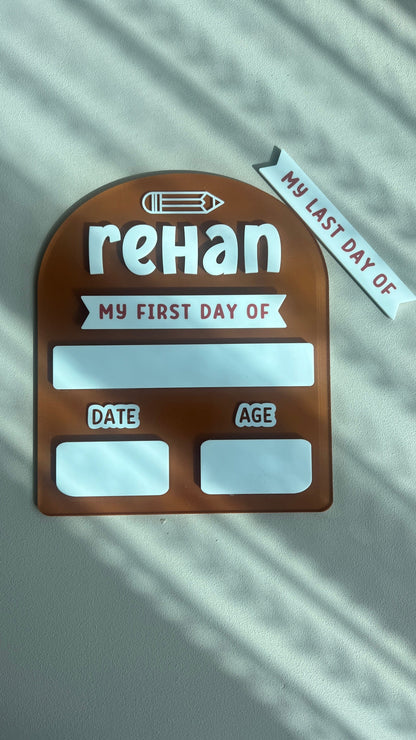 reHan
MY FIRST DAY OF
MY LAST DAY OF
DATE
AGE